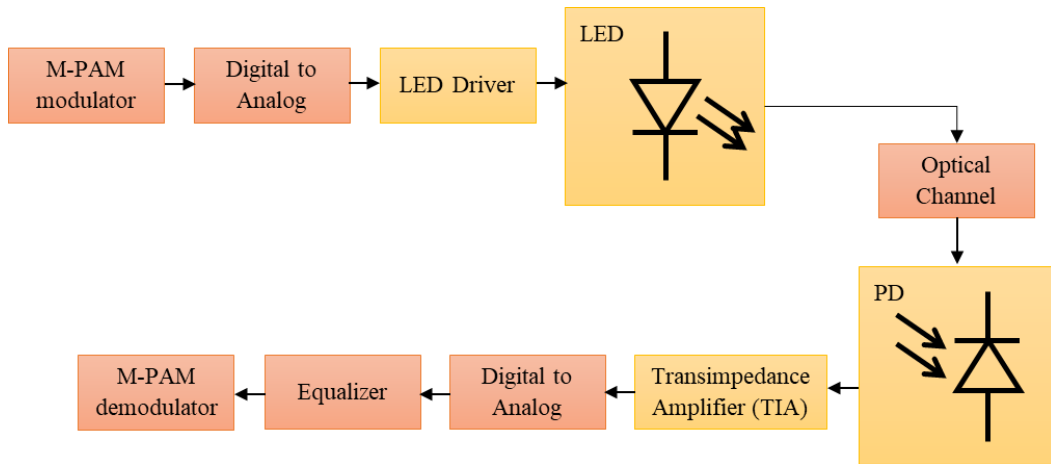 M-PAM
modulator
Digital to
Analog
LED Driver
LED
Optical
Channel
PD
Transimpedance
Amplifier (TIA)
Digital to
Analog
Equalizer
M-PAM
demodulator